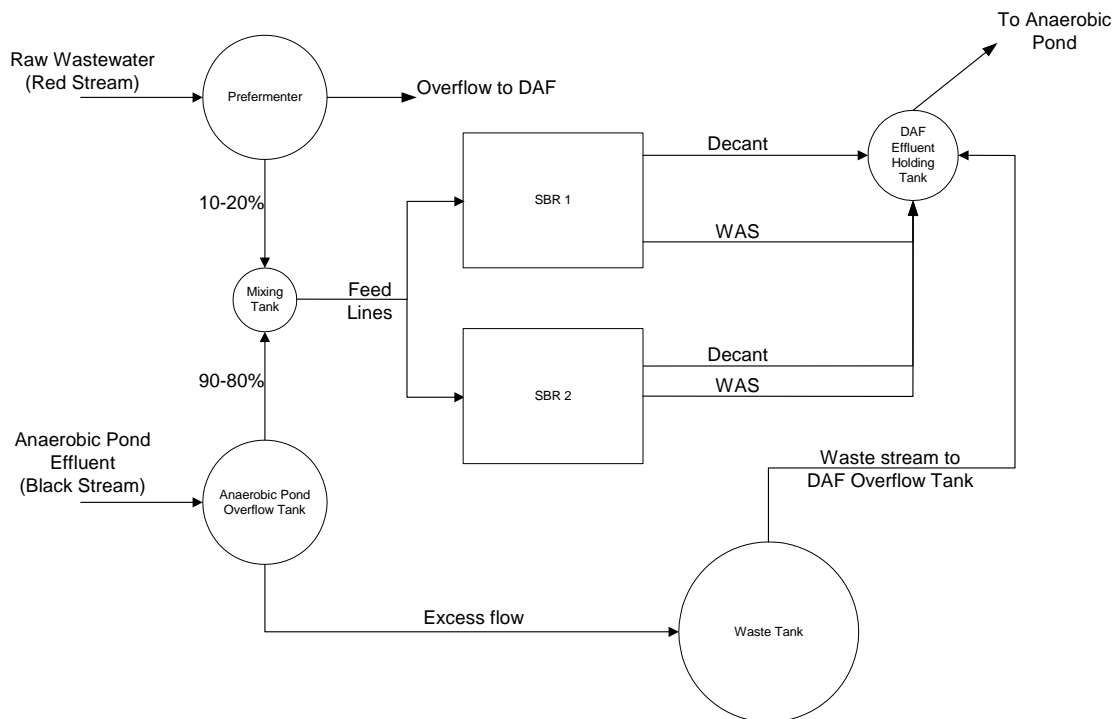 To Anaerobic
Pond
Raw Wastewater
(Red Stream)
Prefermenter
Overflow to DAF
DAF
Effluent
Holding
Tank
Decant
10-20%
SBR 1
WAS
Mixing
Tank
Feed
Lines
Decant
90-80%
WAS
SBR 2
Anaerobic Pond
Effluent
(Black Stream)
Waste stream to
DAF Overflow Tank
Anaerobic Pond
Overflow Tank
Excess flow
Waste Tank